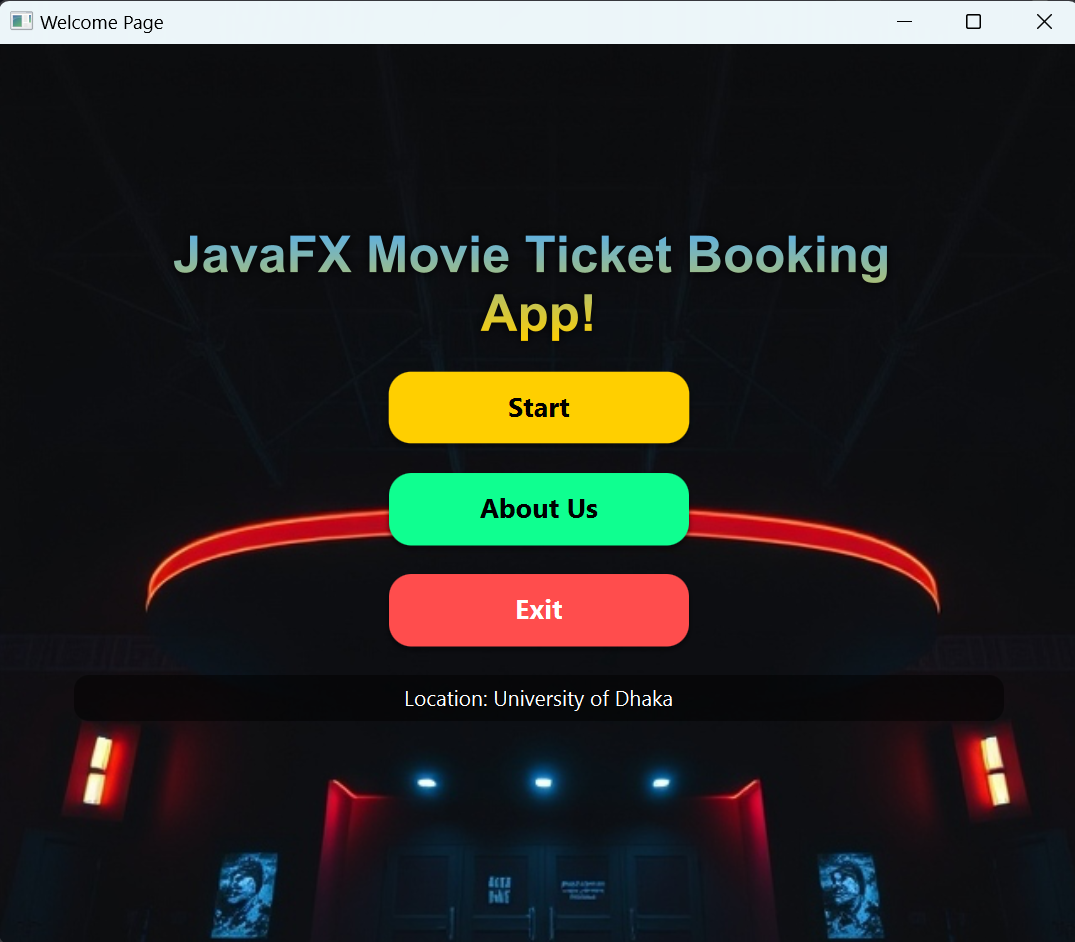 Welcome Page
JavaFX Movie Ticket Booking
App!
Start
About Us
Exit
Location: University of Dhaka